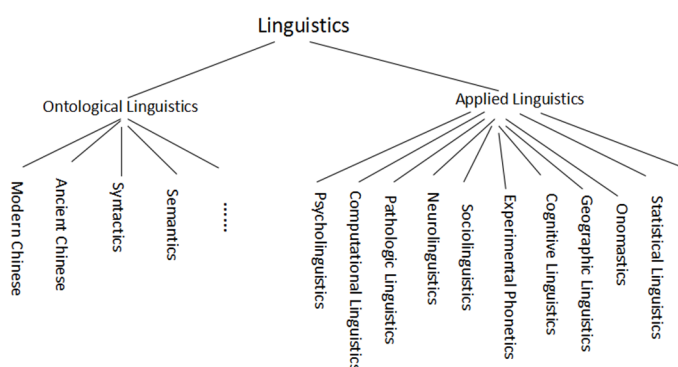 Linguistics
Ontological Linguistics
Applied Linguistics
Modern Chinese
Ancient Chinese
Syntactics
Semantics
......
Psycholinguistics
Computational Linguistics
Pathologic Linguistics
Neurolinguistics
Sociolinguistics
Experimental Phonetics
Cognitive Linguistics
Geographic Linguistics
Onomastics
Statistical Linguistics